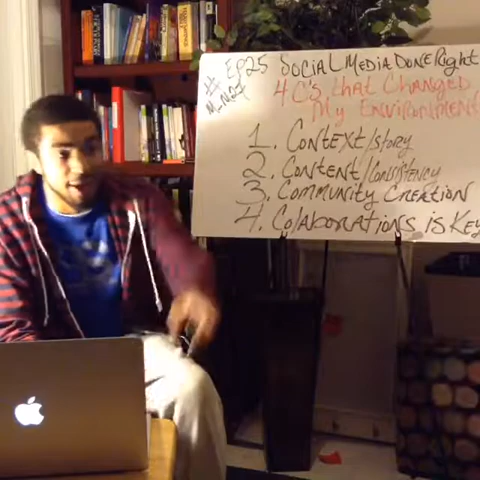 EP25 SOCIAL MEDIA DONE Right
4 C's that Changed
My ENVIRONMENT
1. CONTEXT/story
2. CONTENT/CONSISTENCY
3. COMMUNITY CREATION
4. COlABORATIONS is KEY